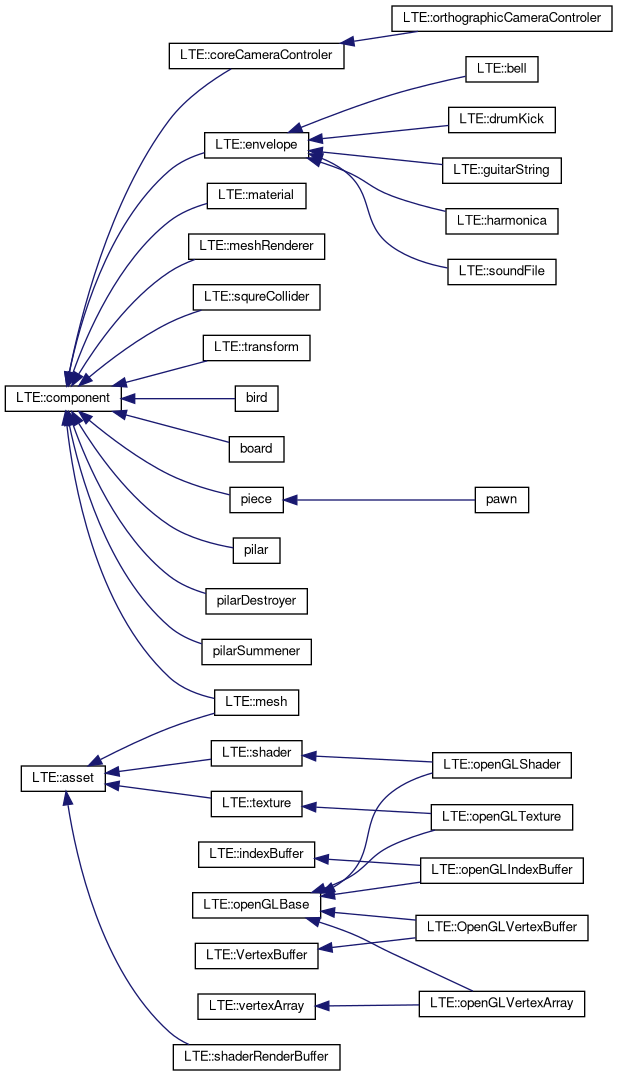 LTE::orthographicCameraControler
LTE::coreCameraControler
LTE::bell
LTE::drumKick
LTE::envelope
LTE::guitarString
LTE::material
LTE::harmonica
LTE::meshRenderer
LTE::soundFile
LTE::squreCollider
LTE::transform
LTE::component
bird
board
piece
pawn
pilar
pilarDestroyer
pilarSummener
LTE::mesh
LTE::shader
LTE::openGLShader
LTE::asset
LTE::texture
LTE::openGLTexture
LTE::indexBuffer
LTE::openGLIndexBuffer
LTE::openGLBase
LTE::OpenGLVertexBuffer
LTE::VertexBuffer
LTE::vertexArray
LTE::openGLVertexArray
LTE::shaderRenderBuffer